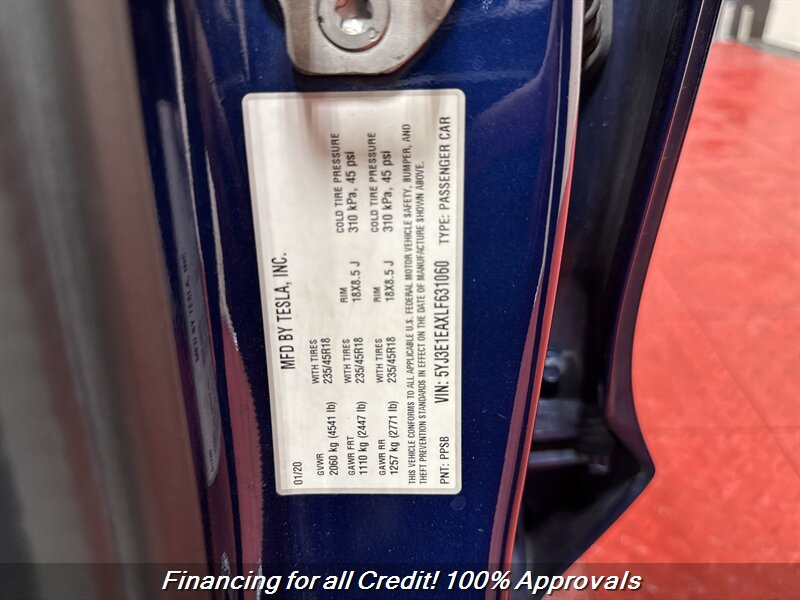 MFD BY TESLA, INC.
01/20
GVWR WITH TIRES
2060 kg (4541 lb) 235/45R18
GAWR FRT WITH TIRES RIM COLD TIRE PRESSURE
1110 kg (2447 lb) 235/45R18 18X8.5 J 310 kPa, 45 psi
GAWR RR WITH TIRES RIM COLD TIRE PRESSURE
1257 kg (2771 lb) 235/45R18 18X8.5 J 310 kPa, 45 psi
THIS VEHICLE CONFORMS TO ALL APPLICABLE U.S. FEDERAL MOTOR VEHICLE SAFETY, BUMPER, AND
THEFT PREVENTION STANDARDS IN EFFECT ON THE DATE OF MANUFACTURE SHOWN ABOVE.
PNT: PPSB VIN: 5YJ3E1EAXLF631060 TYPE: PASSENGER CAR
Financing for all Credit! 100% Approvals